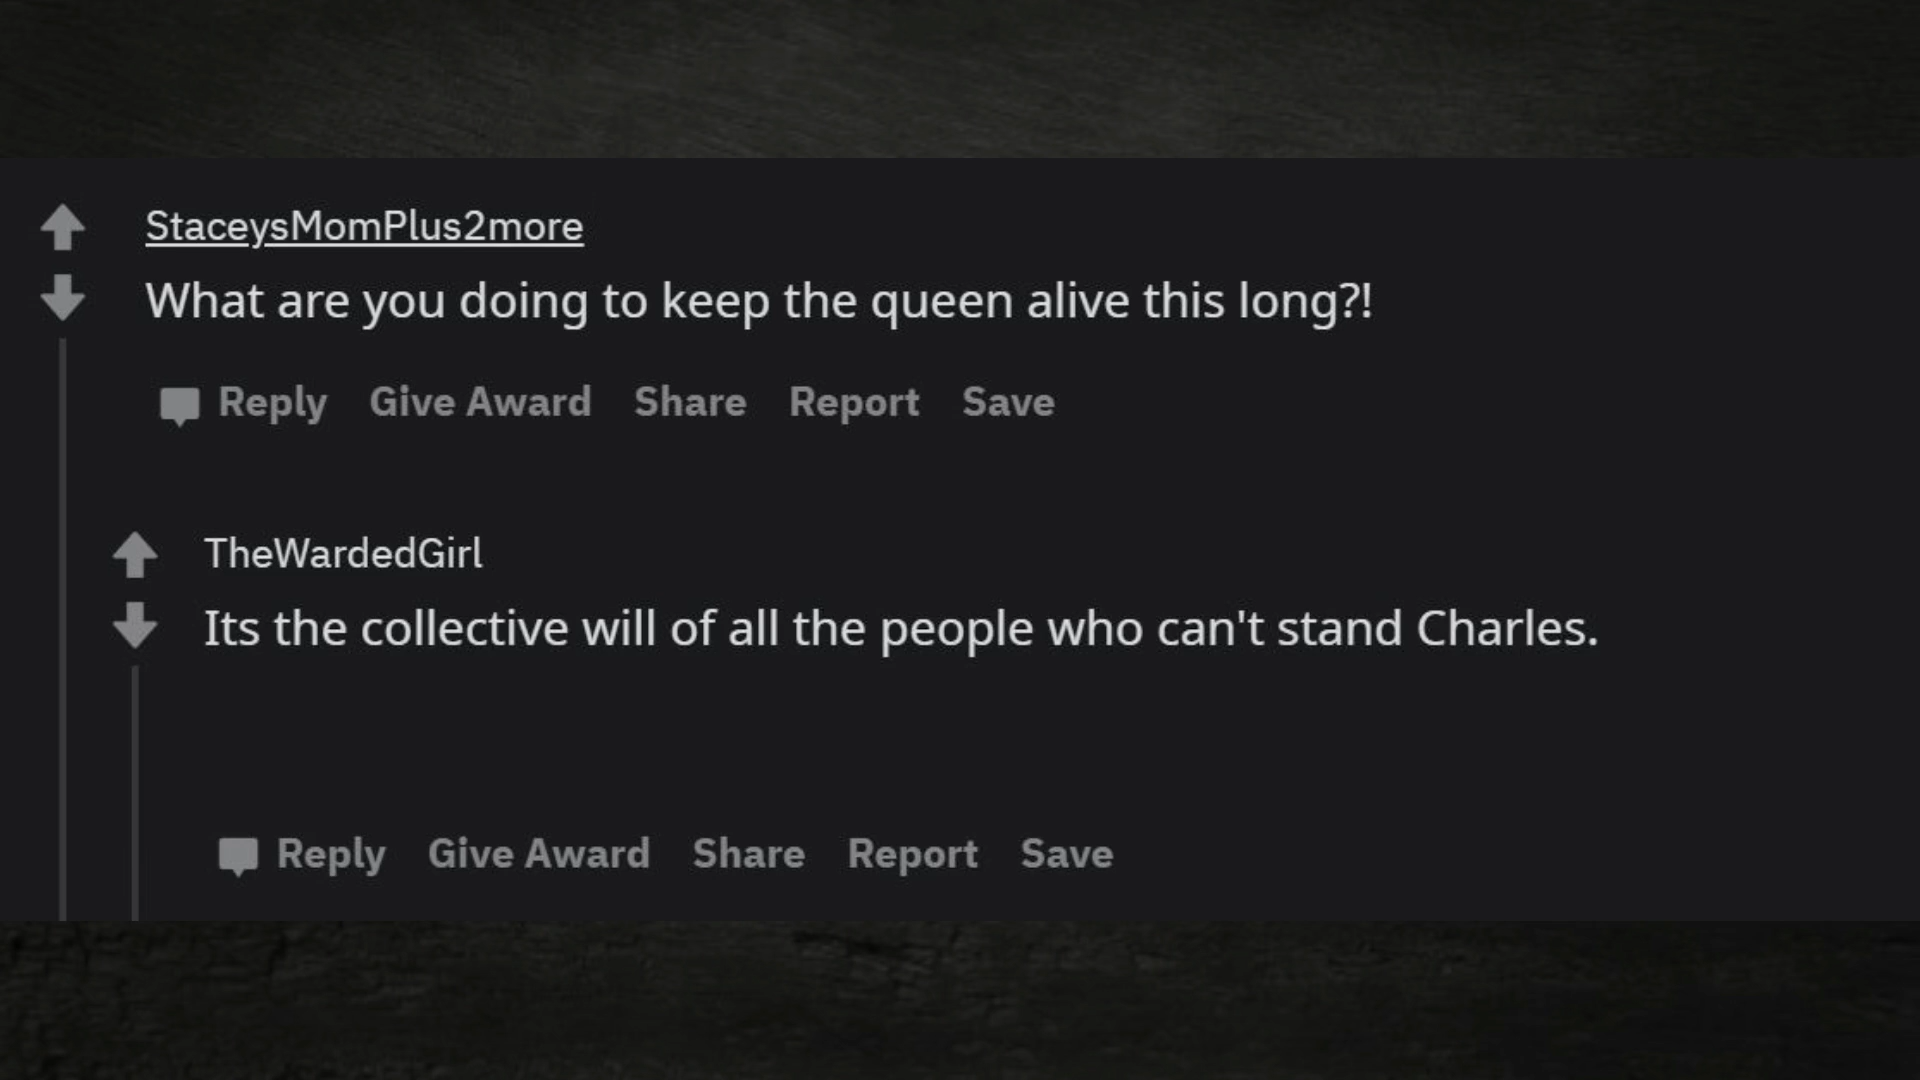 StaceysMomPlus2more
What are you doing to keep the queen alive this long?!
Reply Give Award Share Report Save
TheWardedGirl
Its the collective will of all the people who can't stand Charles.
Reply Give Award Share Report Save